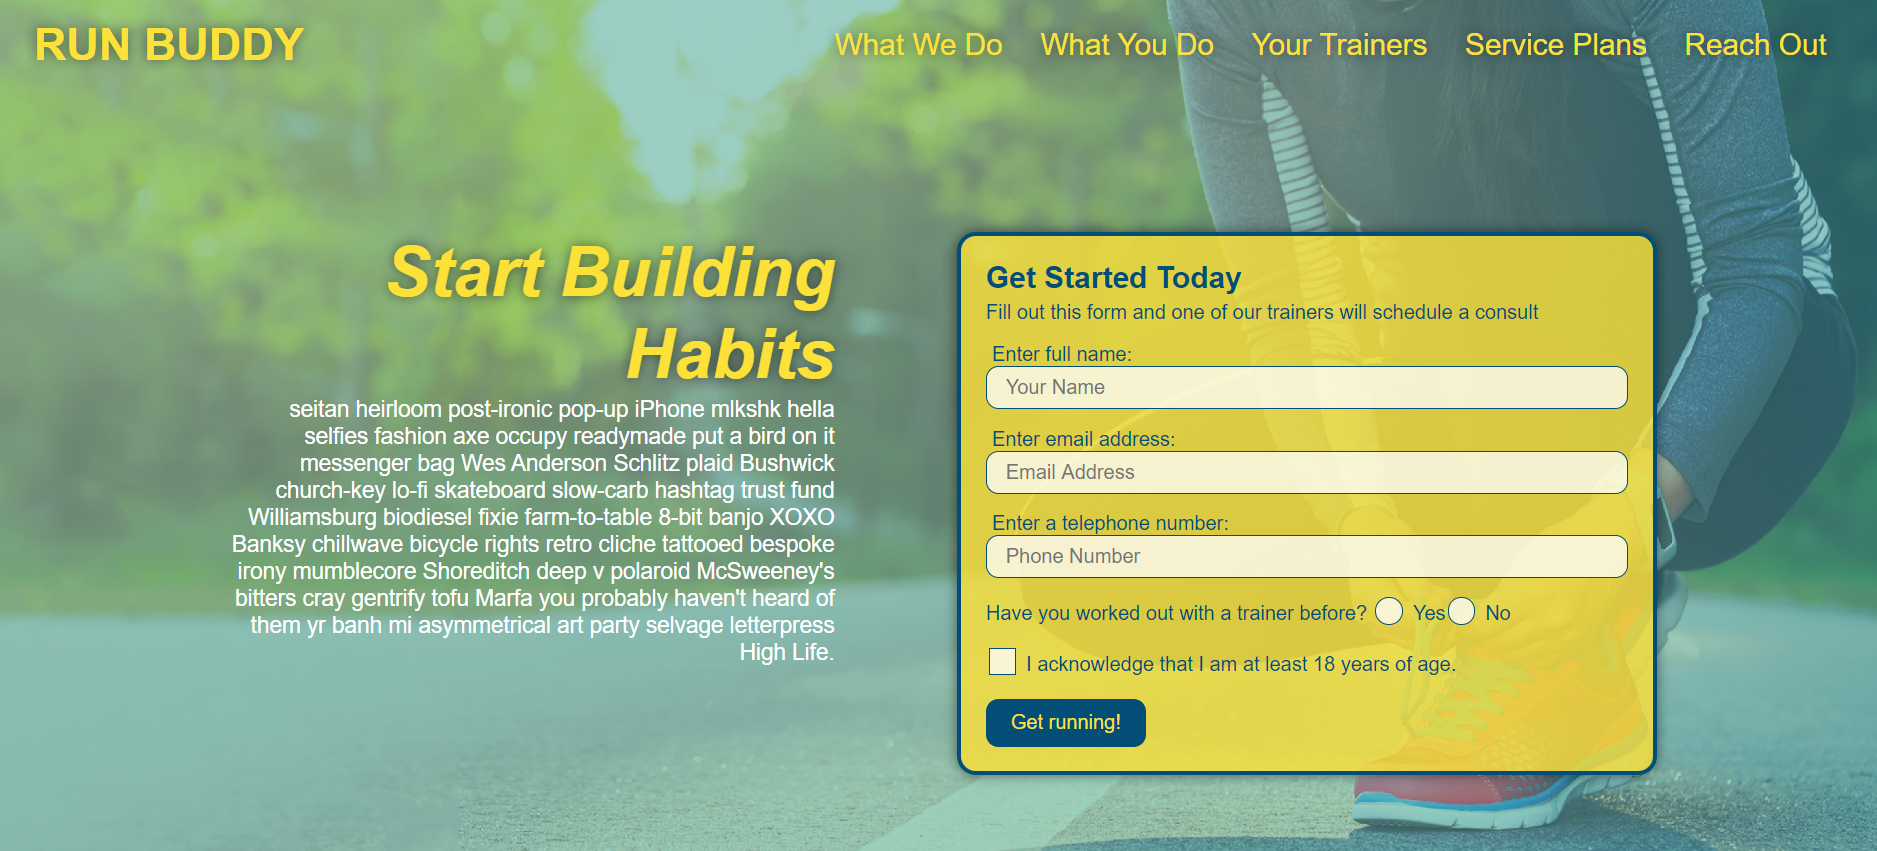 RUN BUDDY
What We Do What You Do Your Trainers Service Plans Reach Out
Start Building
Habits
seitan heirloom post-ironic pop-up iPhone mlkshk hella
selfies fashion axe occupy readymade put a bird on it
messenger bag Wes Anderson Schlitz plaid Bushwick
church-key lo-fi skateboard slow-carb hashtag trust fund
Williamsburg biodiesel fixie farm-to-table 8-bit banjo XOXO
Banksy chillwave bicycle rights retro cliche tattooed bespoke
irony mumblecore Shoreditch deep v polaroid McSweeney's
bitters cray gentrify tofu Marfa you probably haven't heard of
them yr banh mi asymmetrical art party selvage letterpress
High Life.
Get Started Today
Fill out this form and one of our trainers will schedule a consult
Enter full name:
Your Name
Enter email address:
Email Address
Enter a telephone number:
Phone Number
Have you worked out with a trainer before? Yes No
I acknowledge that I am at least 18 years of age.
Get running!